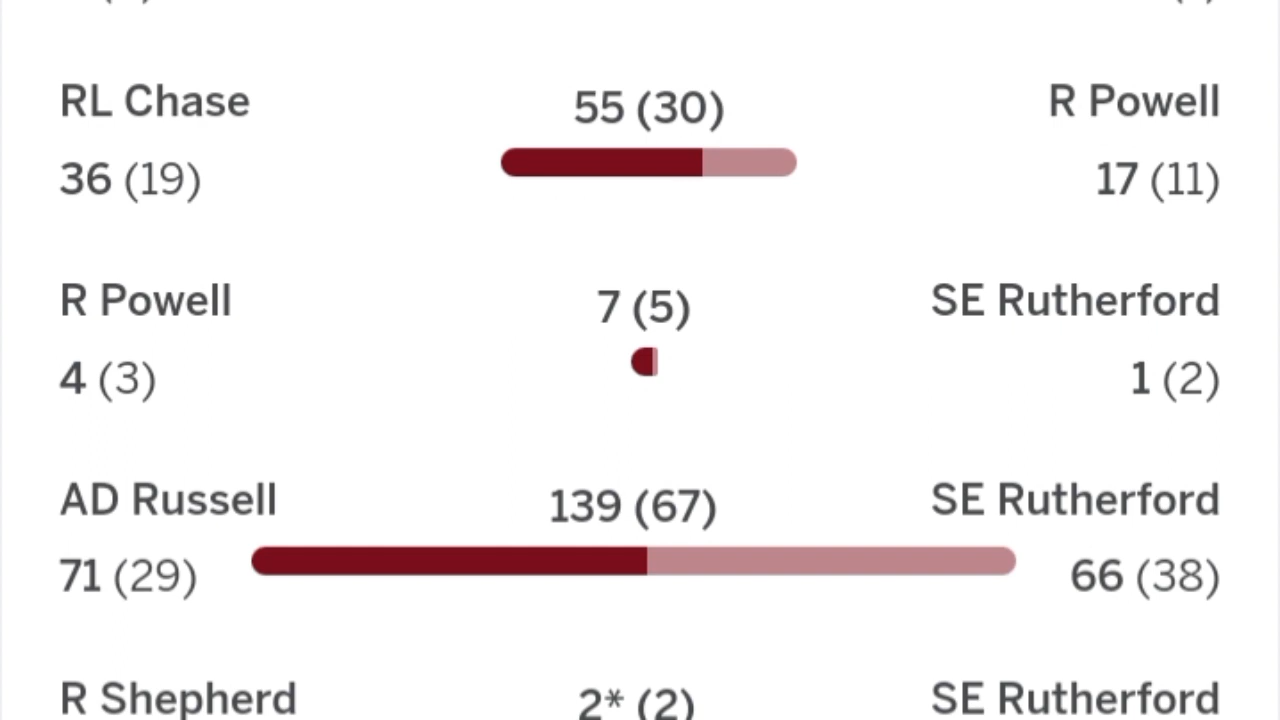 RL Chase 55 (30) R Powell
36 (19) 17 (11)
R Powell 7 (5) SE Rutherford
4 (3) 1 (2)
AD Russell 139 (67) SE Rutherford
71 (29) 66 (38)
R Shepherd 2* (2) SE Rutherford